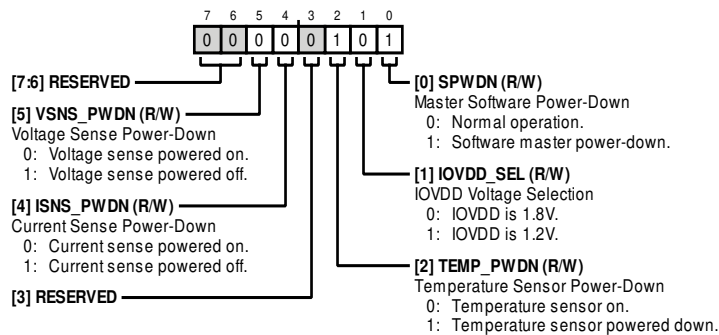 7 6 5 4 3 2 1 0
0 0 0 0 0 1 0 1
[7:6] RESERVED
[5] VSNS_PWDN (R/W)
Voltage Sense Power-Down
0: Voltage sense powered on.
1: Voltage sense powered off.
[4] ISNS_PWDN (R/W)
Current Sense Power-Down
0: Current sense powered on.
1: Current sense powered off.
[3] RESERVED
[0] SPWDN (R/W)
Master Software Power-Down
0: Normal operation.
1: Software master power-down.
[1] IOVDD_SEL (R/W)
IOVDD Voltage Selection
0: IOVDD is 1.8V.
1: IOVDD is 1.2V.
[2] TEMP_PWDN (R/W)
Temperature Sensor Power-Down
0: Temperature sensor on.
1: Temperature sensor powered down.